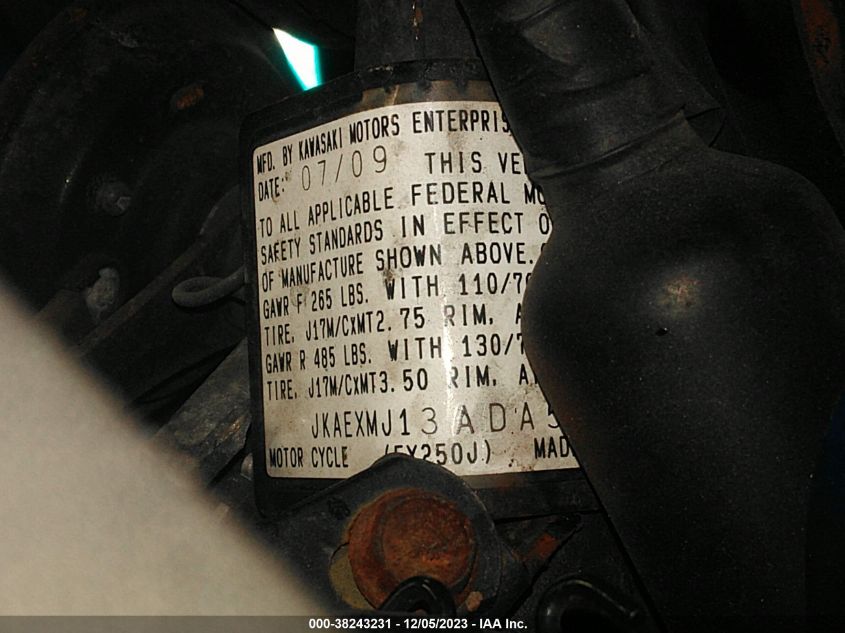 MFD. BY KAWASAKI MOTORS ENTERPRIS
DATE: 07/09 THIS VE
TO ALL APPLICABLE FEDERAL MO
SAFETY STANDARDS IN EFFECT O
OF MANUFACTURE SHOWN ABOVE.
GAWR F 265 LBS. WITH 110/70
TIRE, J17M/CxMT2.75 RIM, A
GAWR R 485 LBS. WITH 130/7
TIRE, J17M/CxMT3.50 RIM, A
JKAEXMJ13ADA5
MOTOR CYCLE (EX250J) MAD
000-38243231 - 12/05/2023 - IAA Inc.